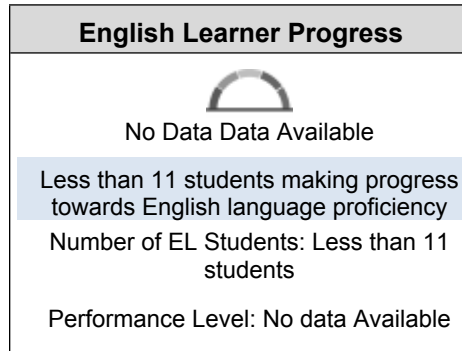 English Learner Progress
No Data Data Available
Less than 11 students making progress
towards English language proficiency
Number of EL Students: Less than 11
students
Performance Level: No data Available